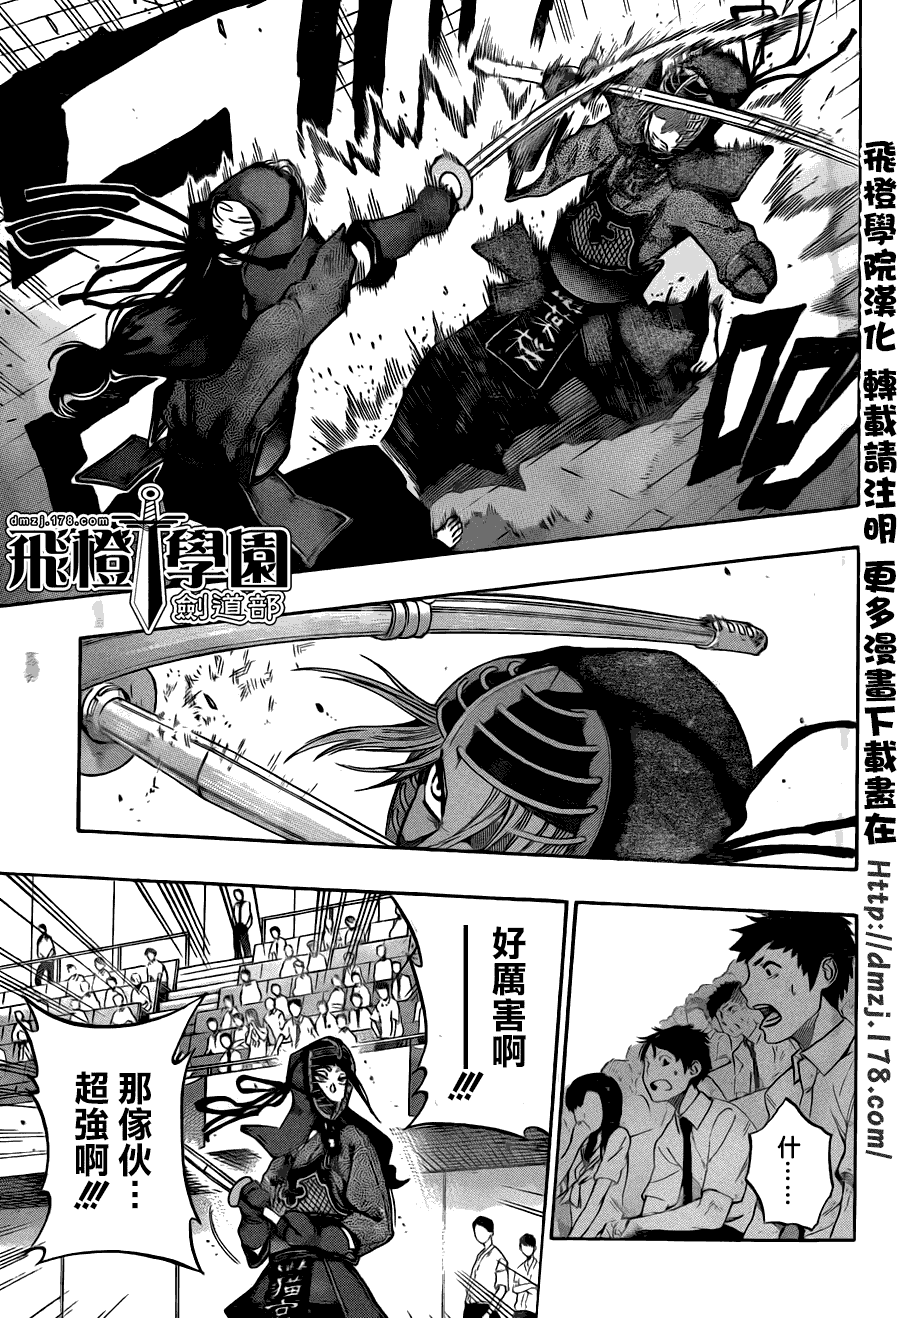 飛橙學院漢化 轉載請注明 更多漫畫下載盡在 Http://dmzj.178.com/
dmzj.178.com
飛橙學園
劍道部
什……
好厲害啊
!!!
那傢伙…
超強啊!!!